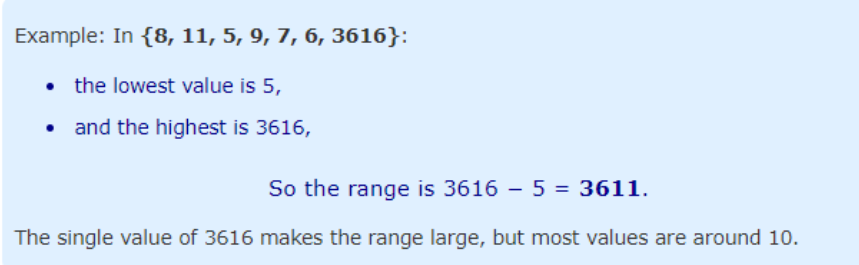 Example: In {8, 11, 5, 9, 7, 6, 3616}:
• the lowest value is 5,
• and the highest is 3616,
So the range is 3616 − 5 = 3611.
The single value of 3616 makes the range large, but most values are around 10.